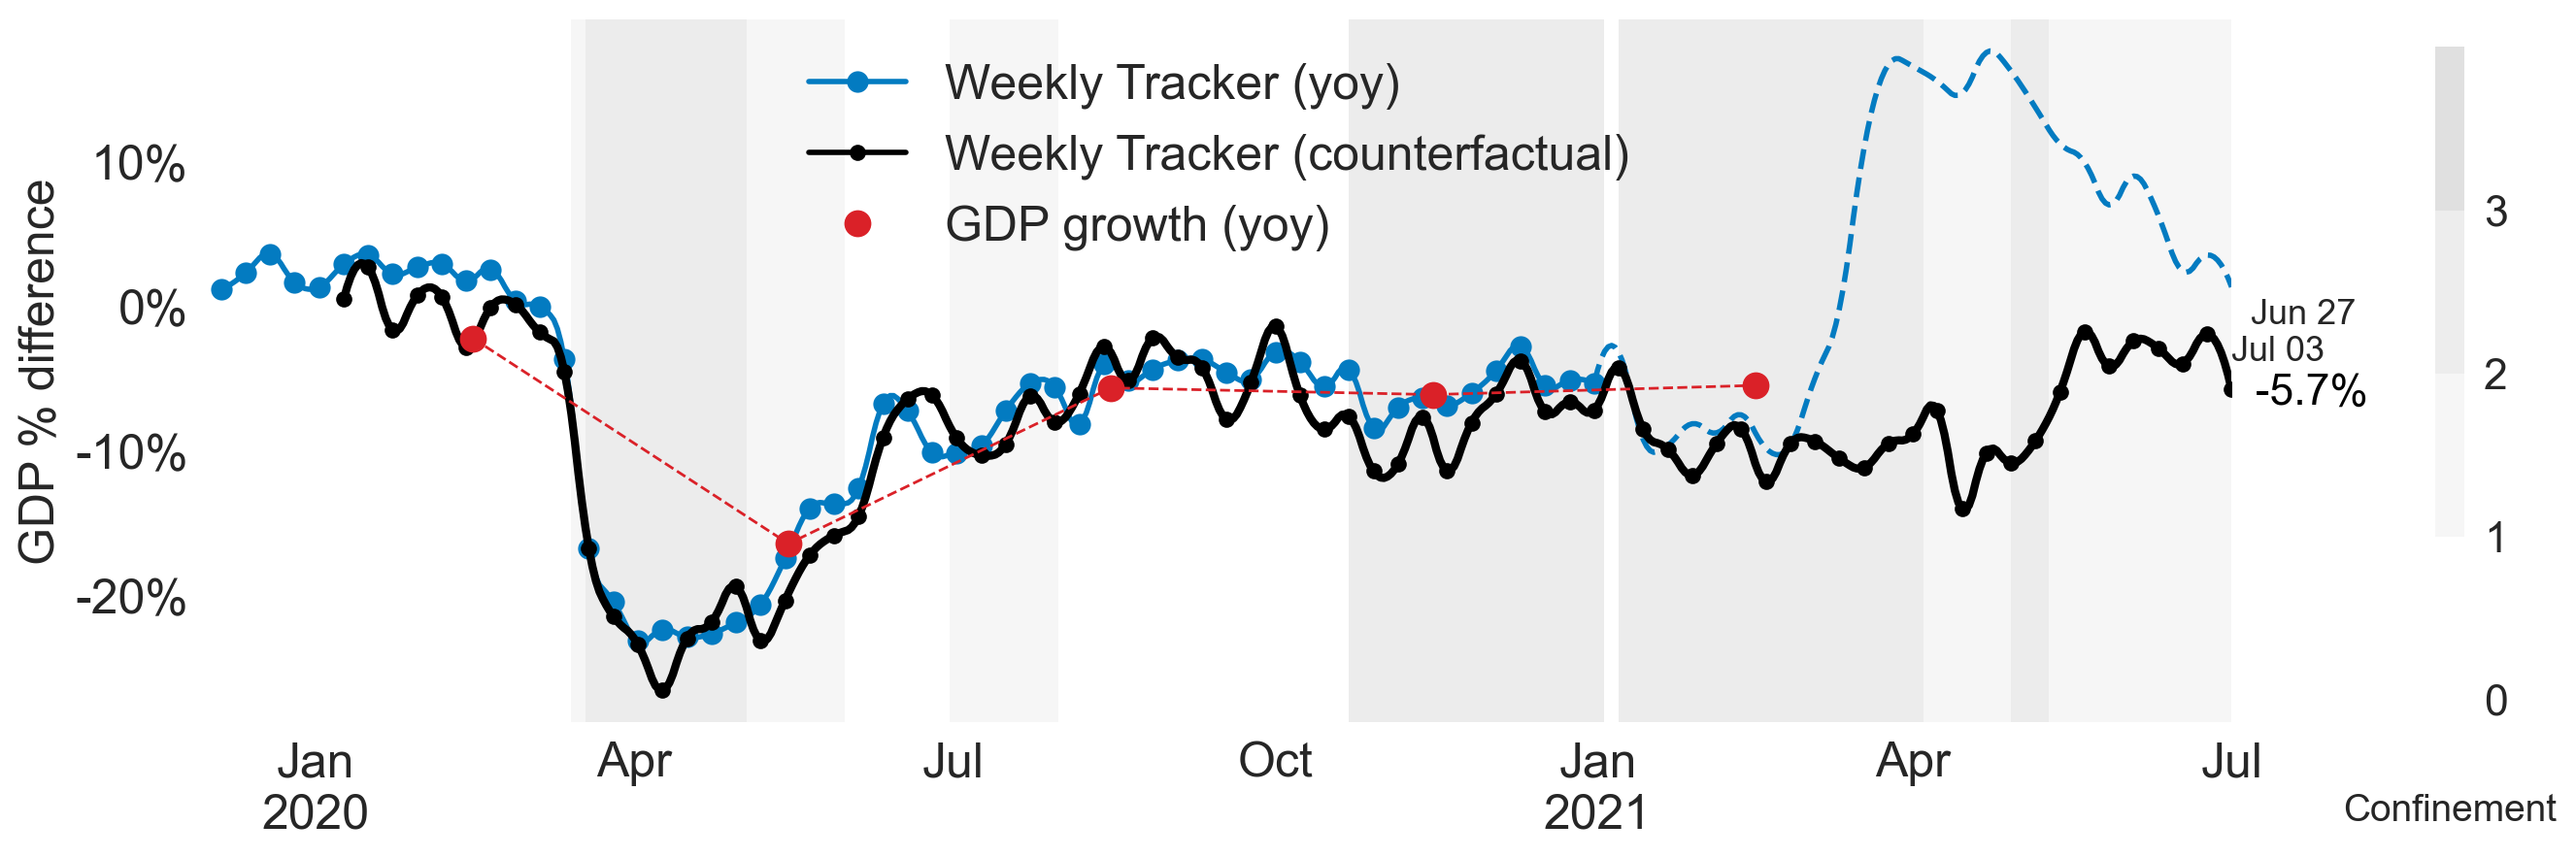 Weekly Tracker (yoy)
Weekly Tracker (counterfactual)
GDP growth (yoy)
GDP % difference
10%
0%
-10%
-20%
Jun 27
Jul 03
-5.7%
3
2
1
0
Jan Apr Jul Oct Jan Apr Jul
2020 2021
Confinement